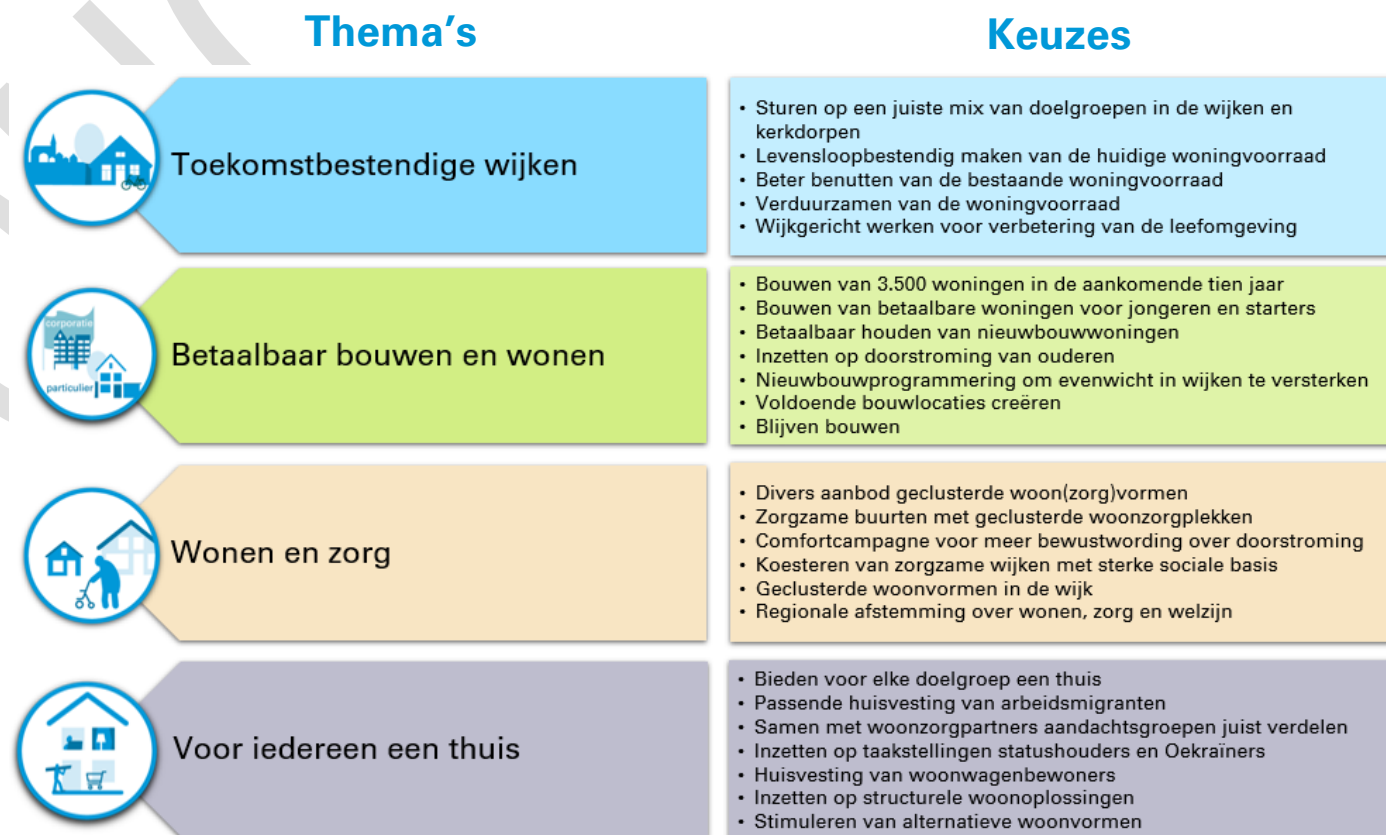 Thema's
Keuzes
Toekomstbestendige wijken
• Sturen op een juiste mix van doelgroepen in de wijken en
kerkdorpen
• Levensloopbestendig maken van de huidige woningvoorraad
• Beter benutten van de bestaande woningvoorraad
• Verduurzamen van de woningvoorraad
• Wijkgericht werken voor verbetering van de leefomgeving
corporatie
particulier
Betaalbaar bouwen en wonen
• Bouwen van 3.500 woningen in de aankomende tien jaar
• Bouwen van betaalbare woningen voor jongeren en starters
• Betaalbaar houden van nieuwbouwwoningen
• Inzetten op doorstroming van ouderen
• Nieuwbouwprogrammering om evenwicht in wijken te versterken
• Voldoende bouwlocaties creëren
• Blijven bouwen
Wonen en zorg
• Divers aanbod geclusterde woon(zorg)vormen
• Zorgzame buurten met geclusterde woonzorgplekken
• Comfortcampagne voor meer bewustwording over doorstroming
• Koesteren van zorgzame wijken met sterke sociale basis
• Geclusterde woonvormen in de wijk
• Regionale afstemming over wonen, zorg en welzijn
Voor iedereen een thuis
• Bieden voor elke doelgroep een thuis
• Passende huisvesting van arbeidsmigranten
• Samen met woonzorgpartners aandachtsgroepen juist verdelen
• Inzetten op taakstellingen statushouders en Oekraïners
• Huisvesting van woonwagenbewoners
• Inzetten op structurele woonoplossingen
• Stimuleren van alternatieve woonvormen